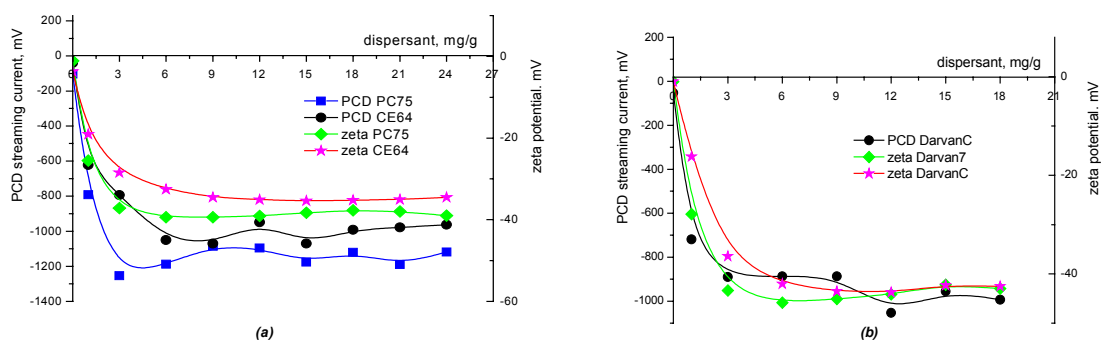 200
0
-200
-400
-600
-800
-1000
-1200
-1400
PCD streaming current, mV
dispersant, mg/g
0 3 6 9 12 15 18 21 24 27
PCD PC75
PCD CE64
zeta PC75
zeta CE64
0
-20
-40
-60
zeta potential. mV
(a)
200
0
-200
-400
-600
-800
-1000
PCD streaming current, mV
dispersant, mg/g
0 3 6 9 12 15 18 21
PCD DarvanC
zeta Darvan7
zeta DarvanC
0
-20
-40
zeta potential. mV
(b)